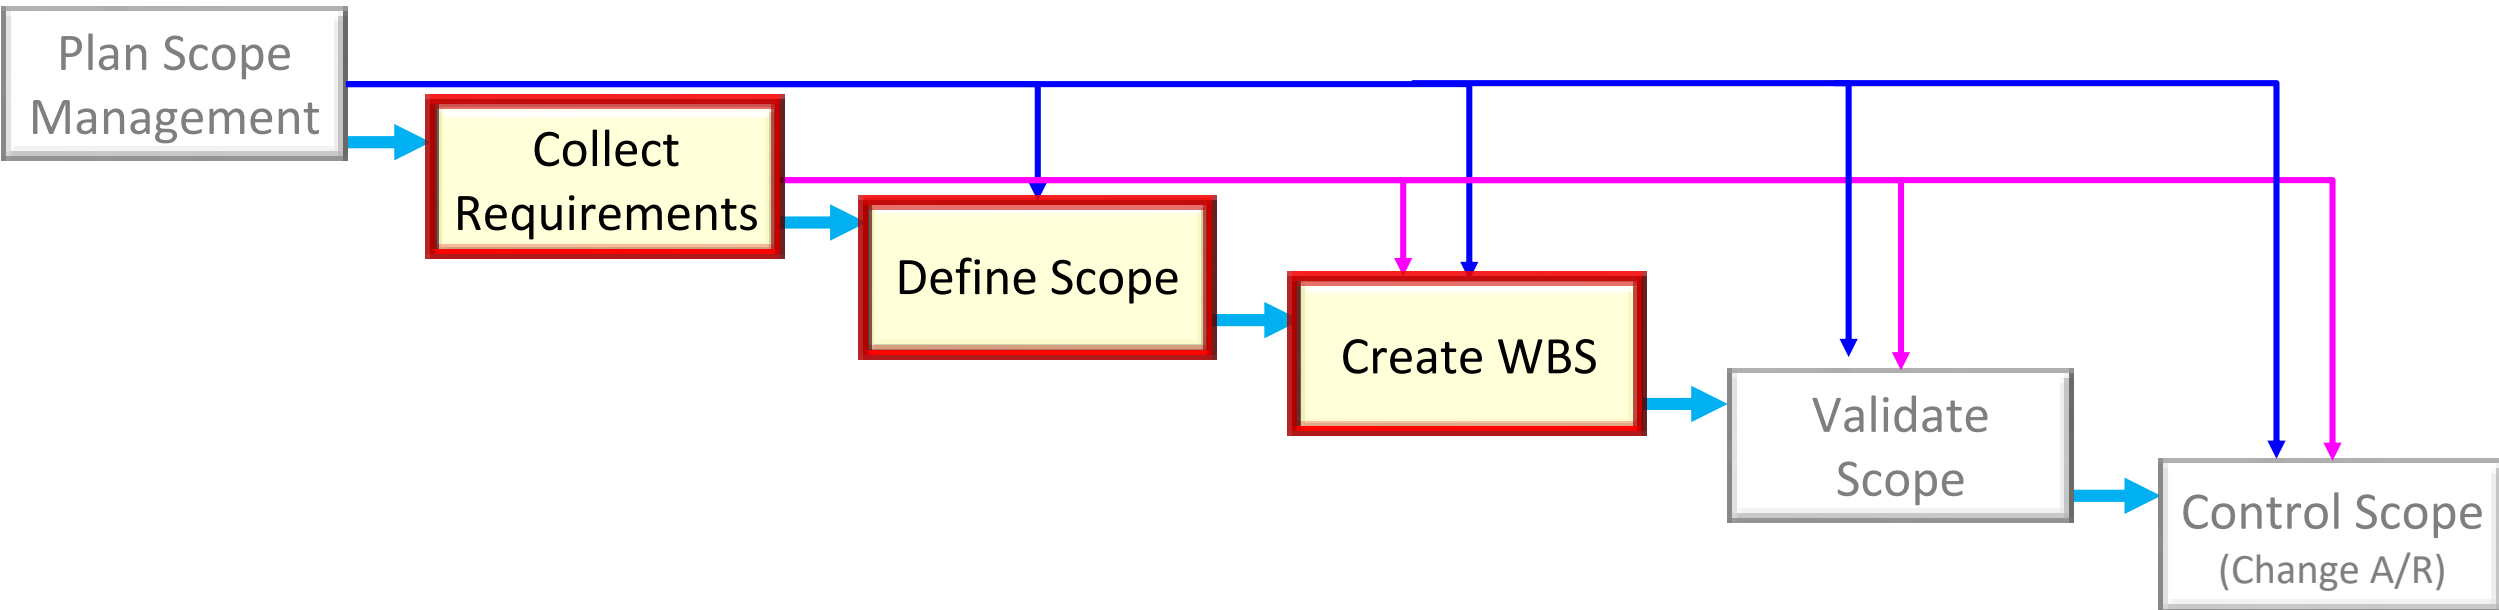 Plan Scope
Management
Collect
Requirements
Define Scope
Create WBS
Validate
Scope
Control Scope
(Change A/R)